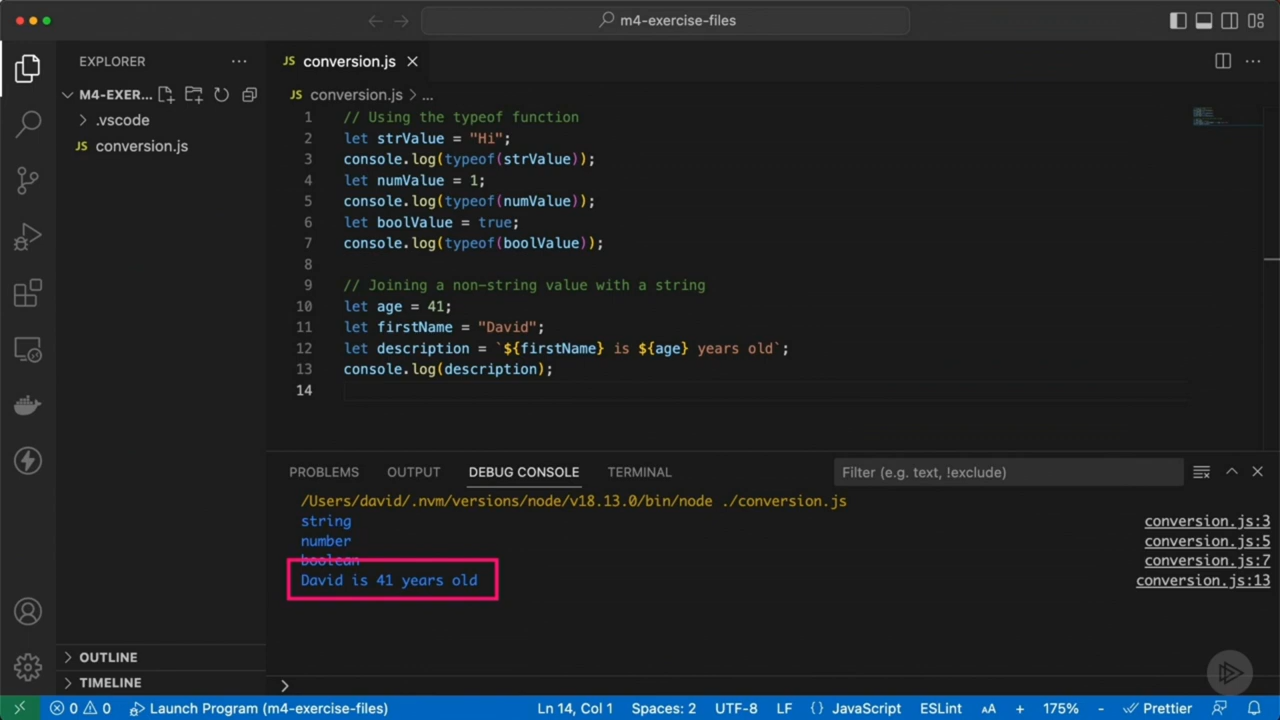 m4-exercise-files
EXPLORER
M4-EXER...
.vscode
JS conversion.js
JS conversion.js
JS conversion.js > ...
1 // Using the typeof function
2 let strValue = "Hi";
3 console.log(typeof(strValue));
4 let numValue = 1;
5 console.log(typeof(numValue));
6 let boolValue = true;
7 console.log(typeof(boolValue));
8
9 // Joining a non-string value with a string
10 let age = 41;
11 let firstName = "David";
12 let description = `${firstName} is ${age} years old`;
13 console.log(description);
14
PROBLEMS OUTPUT DEBUG CONSOLE TERMINAL Filter (e.g. text, !exclude)
/Users/david/.nvm/versions/node/v18.13.0/bin/node ./conversion.js
string conversion.js:3
number conversion.js:5
boolean conversion.js:7
David is 41 years old conversion.js:13
>
OUTLINE
TIMELINE
0 0 Launch Program (m4-exercise-files) Ln 14, Col 1 Spaces: 2 UTF-8 LF {} JavaScript ESLint AA + 175% - Prettier